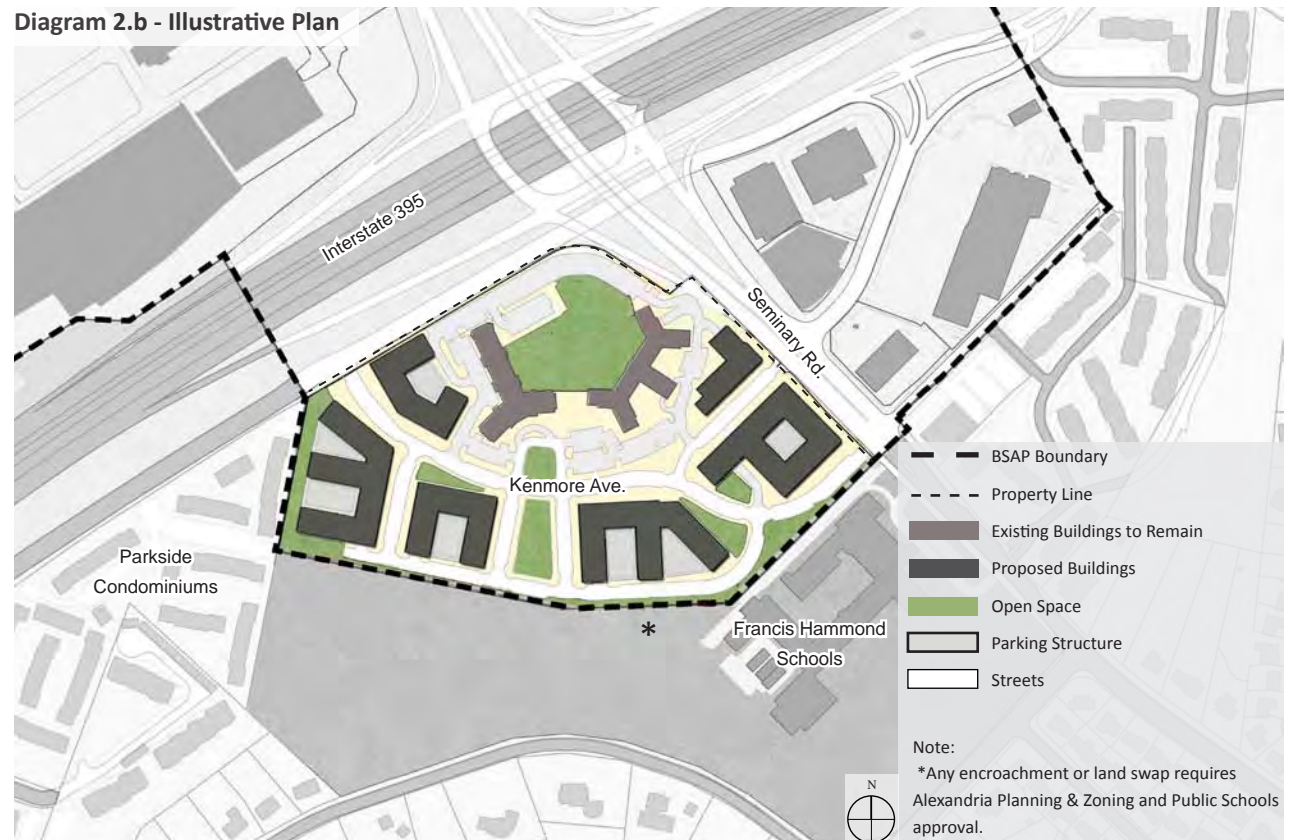 Diagram 2.b - Illustrative Plan
Interstate 395
Seminary Rd.
Kenmore Ave.
Parkside
Condominiums
*
Francis Hammond
Schools
BSAP Boundary
Property Line
Existing Buildings to Remain
Proposed Buildings
Open Space
Parking Structure
Streets
Note:
*Any encroachment or land swap requires
Alexandria Planning & Zoning and Public Schools
approval.
N